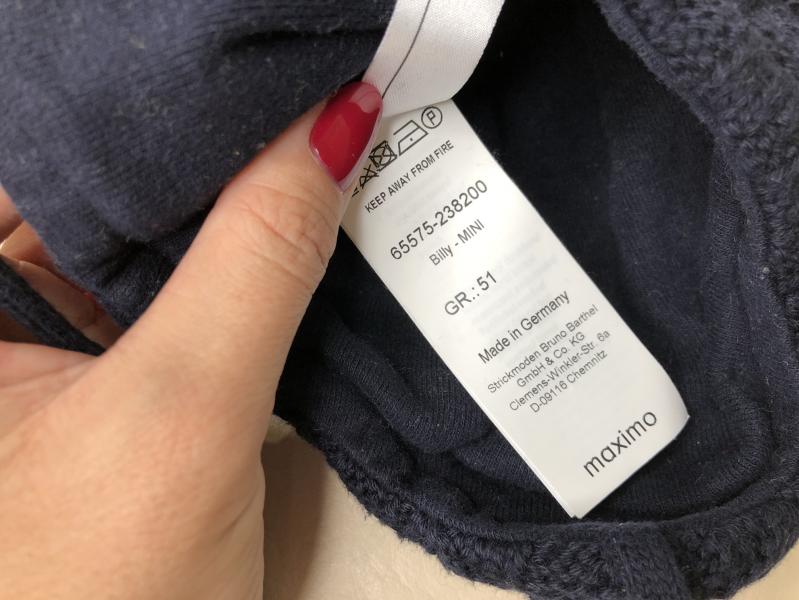 P
KEEP AWAY FROM FIRE
65575-238200
Billy - MINI
GR.: 51
Made in Germany
Strickmoden Bruno Barthel
GmbH & Co. KG
Clemens-Winkler-Str. 6a
D-09116 Chemnitz
maximo